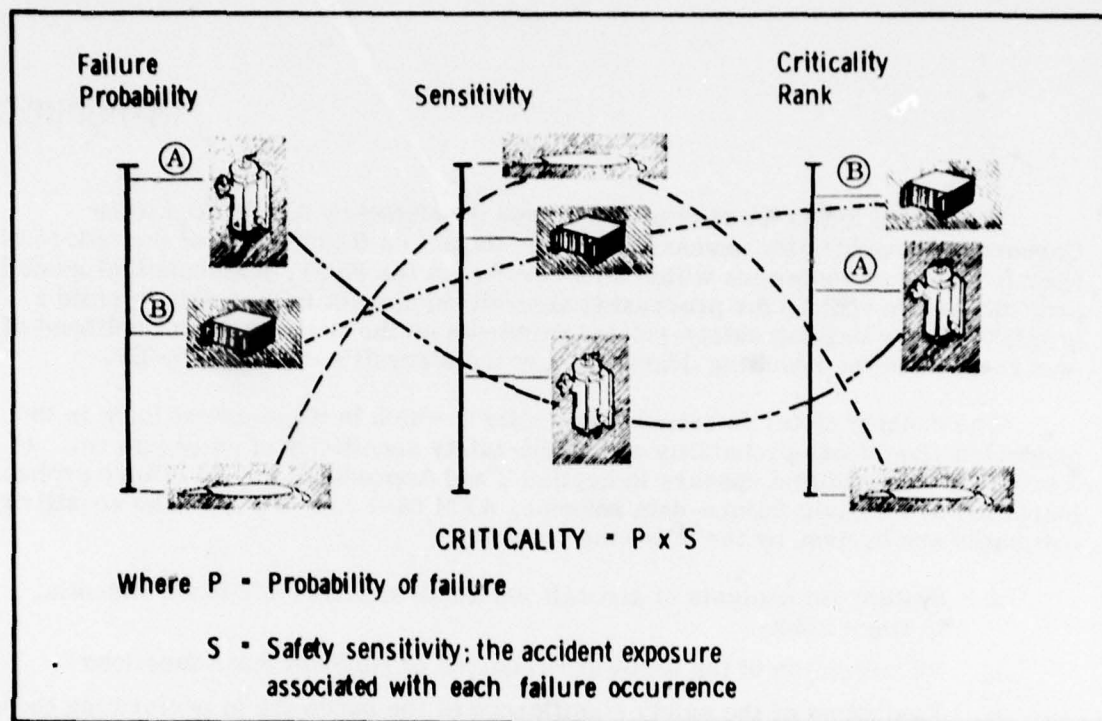 Failure
Probability
Sensitivity
Criticality
Rank
A
B
B
A
CRITICALITY = P x S
Where P = Probability of failure
S = Safety sensitivity; the accident exposure
associated with each failure occurrence